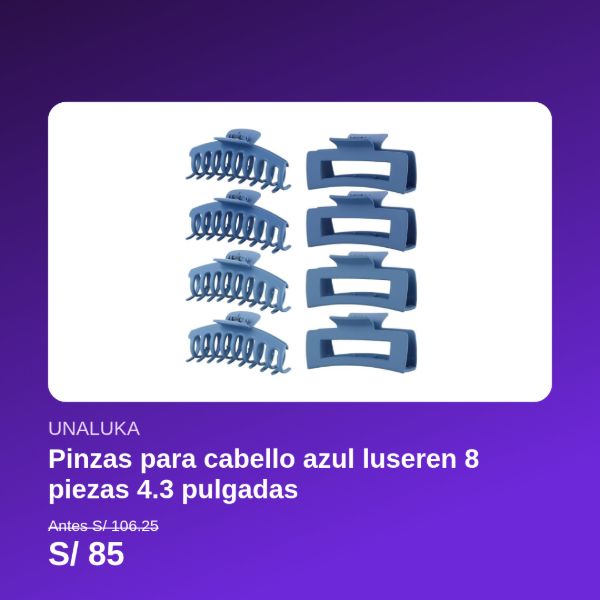 UNALUKA
Pinzas para cabello azul luseren 8
piezas 4.3 pulgadas
Antes S/ 106.25
S/ 85